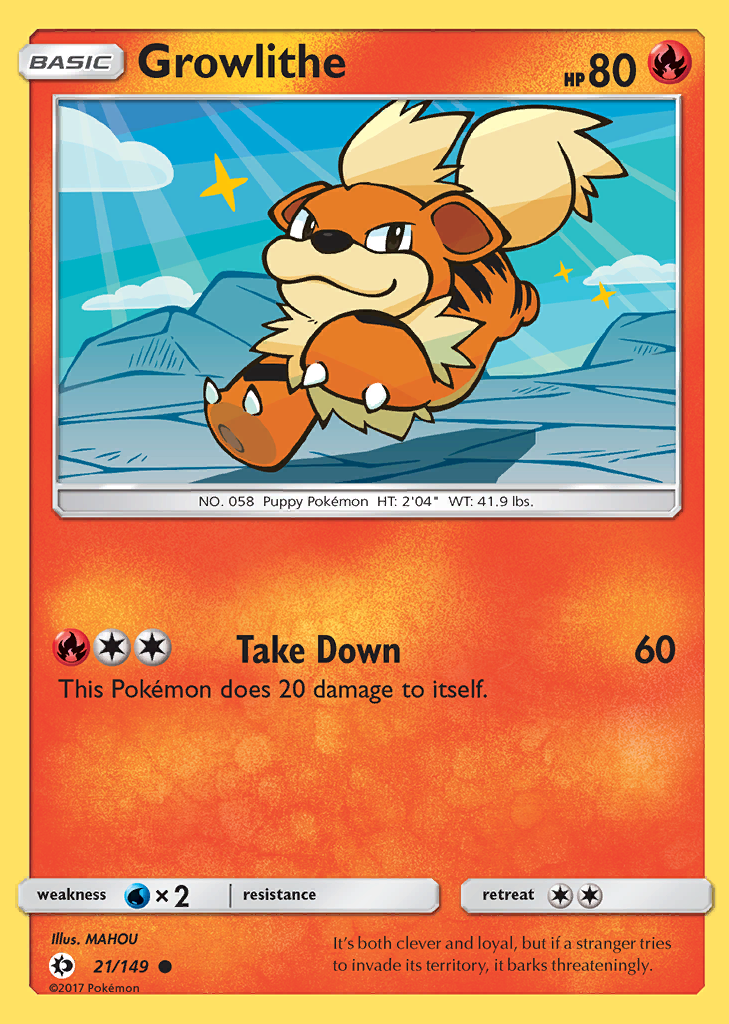 BASIC Growlithe HP 80
NO. 058 Puppy Pokémon HT: 2'04" WT: 41.9 lbs.
Take Down 60
This Pokémon does 20 damage to itself.
weakness × 2 resistance retreat
Illus. MAHOU
21/149
©2017 Pokémon
It's both clever and loyal, but if a stranger tries
to invade its territory, it barks threateningly.